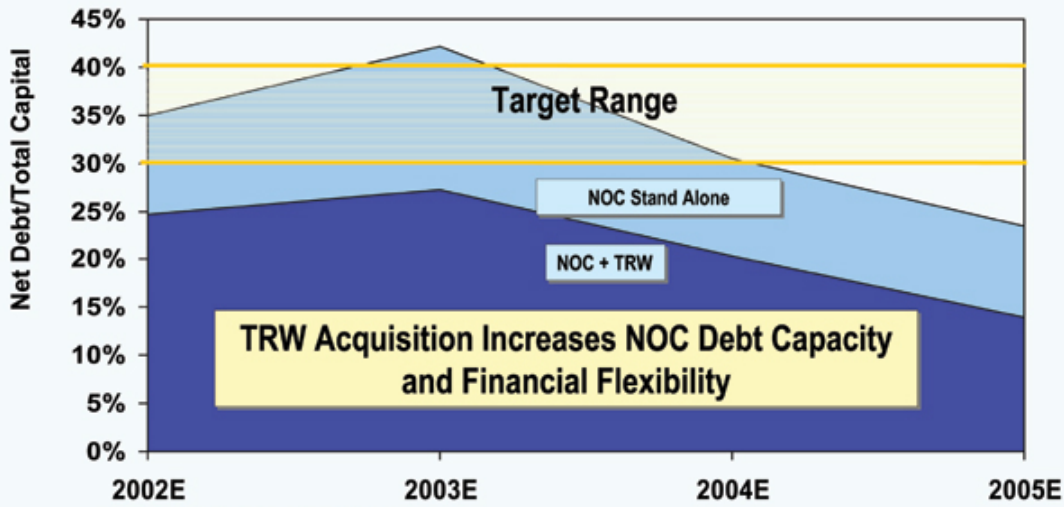 Net Debt/Total Capital
45%
40%
35%
30%
25%
20%
15%
10%
5%
0%
Target Range
NOC Stand Alone
NOC + TRW
TRW Acquisition Increases NOC Debt Capacity
and Financial Flexibility
2002E
2003E
2004E
2005E